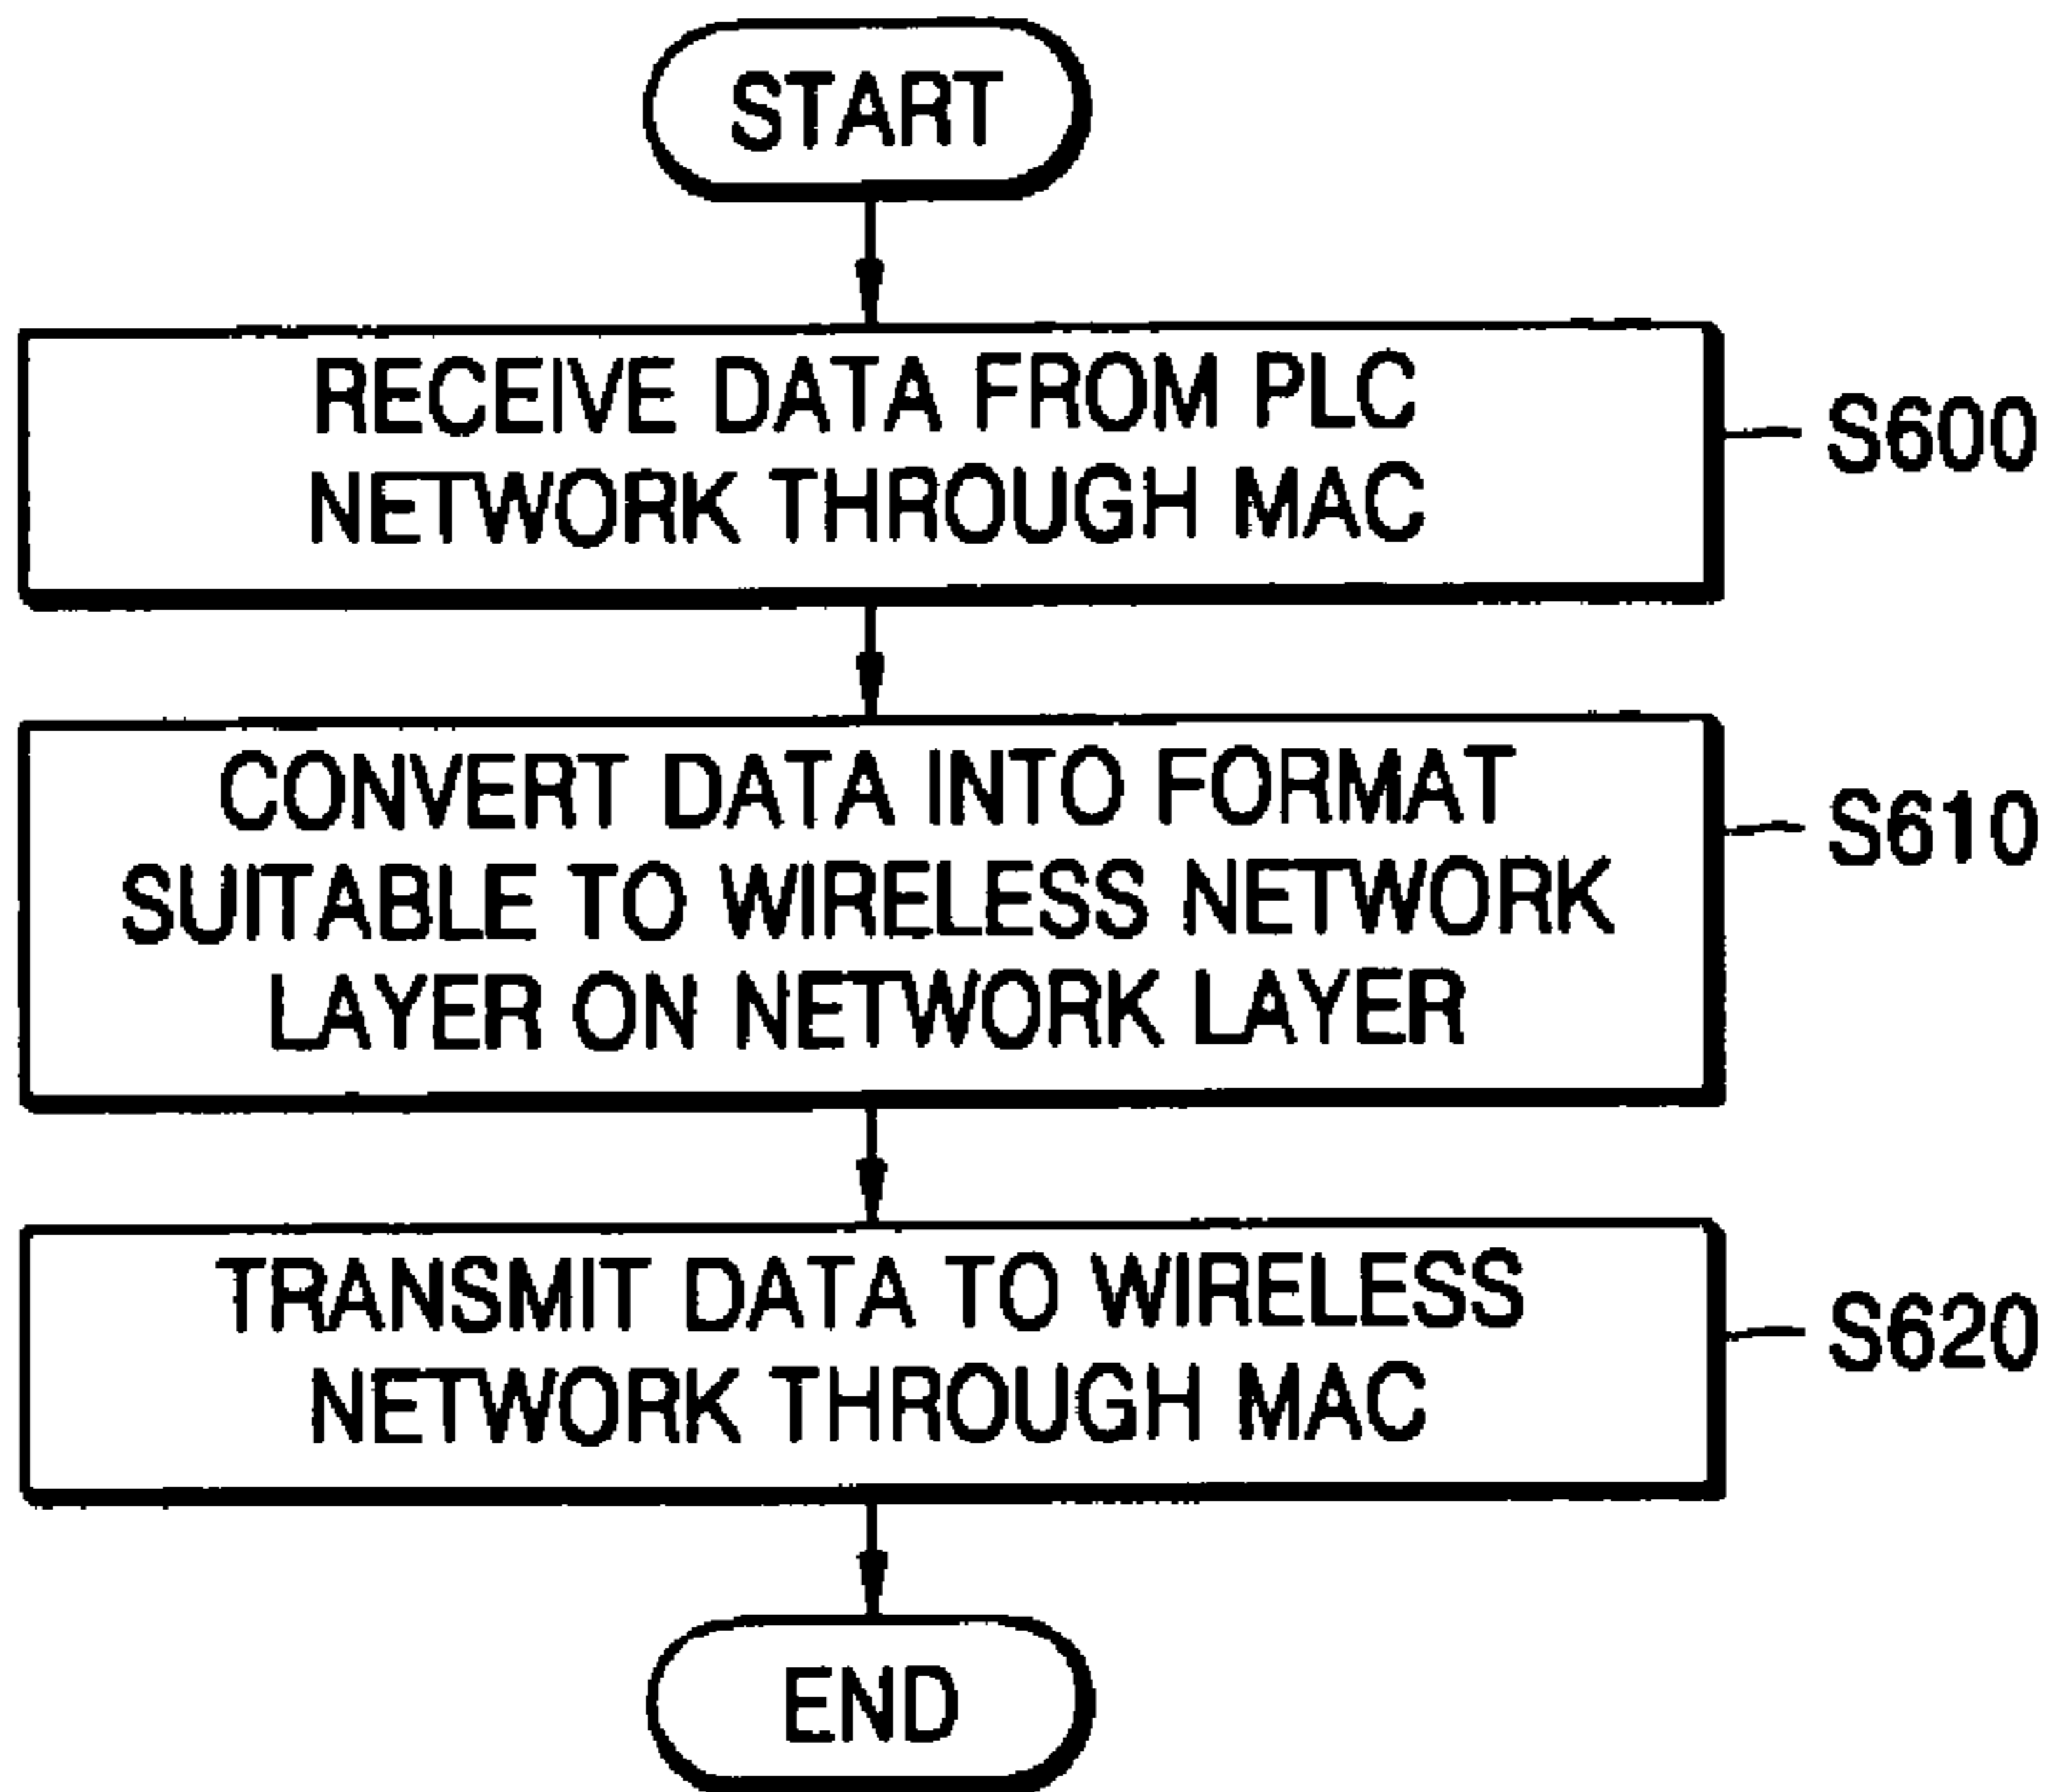 START
RECEIVE DATA FROM PLC
NETWORK THROUGH MAC
S600
CONVERT DATA INTO FORMAT
SUITABLE TO WIRELESS NETWORK
LAYER ON NETWORK LAYER
S610
TRANSMIT DATA TO WIRELESS
NETWORK THROUGH MAC
S620
END